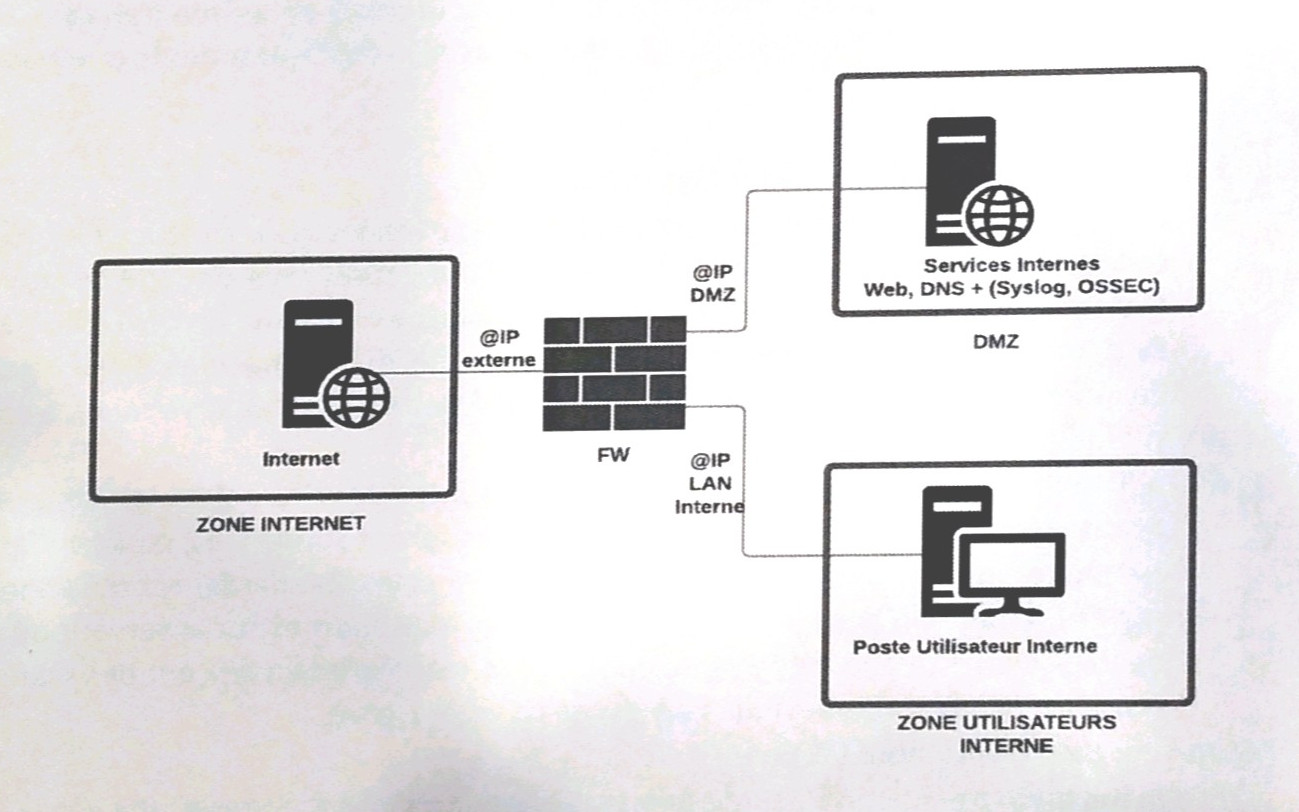 Services Internes
Web, DNS + (Syslog, OSSEC)
DMZ
@IP
DMZ
@IP
externe
FW
Internet
ZONE INTERNET
@IP
LAN
Interne
Poste Utilisateur Interne
ZONE UTILISATEURS
INTERNE